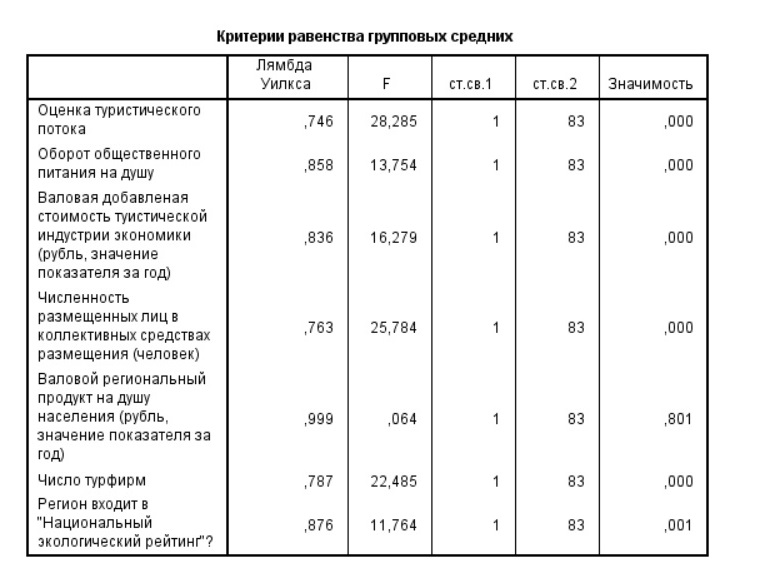 Критерии равенства групповых средних
Лямбда
Уилкса F ст.св.1 ст.св.2 Значимость
Оценка туристического
потока ,746 28,285 1 83 ,000
Оборот общественного
питания на душу ,858 13,754 1 83 ,000
Валовая добавленая
стоимость туистической
индустрии экономики ,836 16,279 1 83 ,000
(рубль, значение
показателя за год)
Численность
размещенных лиц в
коллективных средствах ,763 25,784 1 83 ,000
размещения (человек)
Валовой региональный
продукт на душу
населения (рубль, ,999 ,064 1 83 ,801
значение показателя за
год)
Число турфирм ,787 22,485 1 83 ,000
Регион входит в
"Национальный ,876 11,764 1 83 ,001
экологический рейтинг"?